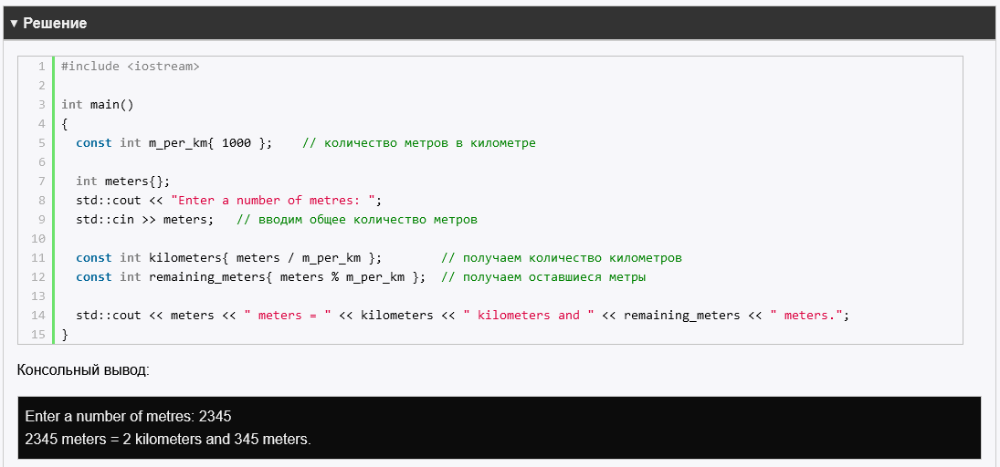 ▾ Решение
1 #include <iostream>
2
3 int main()
4 {
5   const int m_per_km{ 1000 };    // количество метров в километре
6
7   int meters{};
8   std::cout << "Enter a number of metres: ";
9   std::cin >> meters;   // вводим общее количество метров
10
11   const int kilometers{ meters / m_per_km };        // получаем количество километров
12   const int remaining_meters{ meters % m_per_km };  // получаем оставшиеся метры
13
14   std::cout << meters << " meters = " << kilometers << " kilometers and " << remaining_meters << " meters.";
15 }
Консольный вывод:
Enter a number of metres: 2345
2345 meters = 2 kilometers and 345 meters.